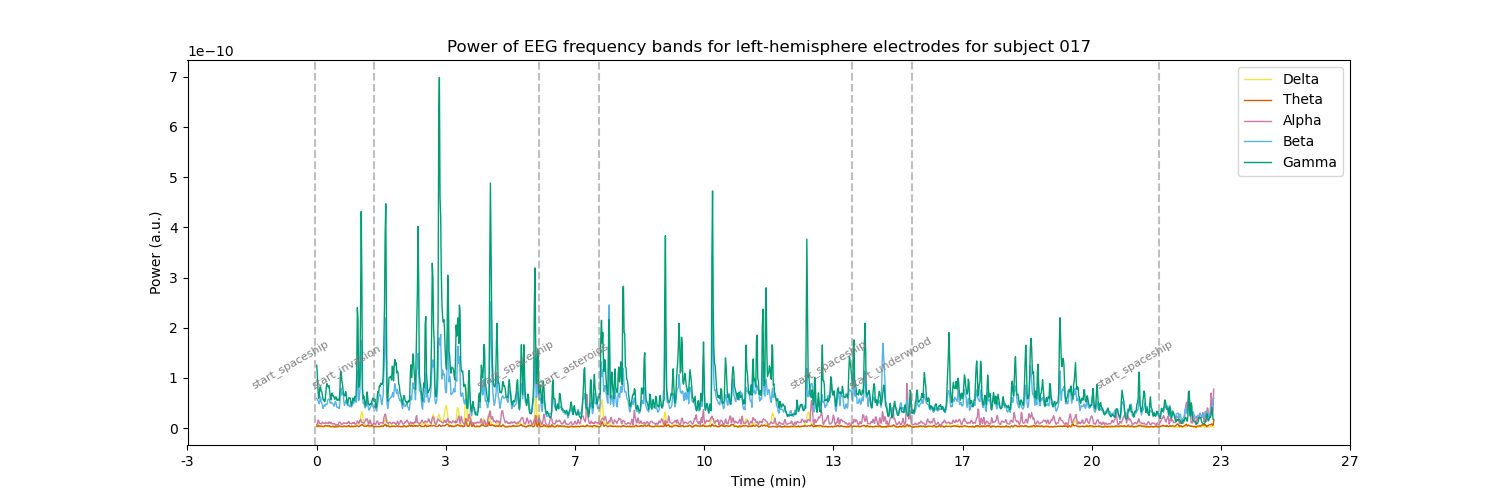 Power of EEG frequency bands for left-hemisphere electrodes for subject 017
1e−10
Power (a.u.)
7
6
5
4
3
2
1
0
start_spaceship
start_invasion
start_spaceship
start_asteroids
start_spaceship
start_underwood
start_spaceship
Delta
Theta
Alpha
Beta
Gamma
-3 0 3 7 10 13 17 20 23 27
Time (min)